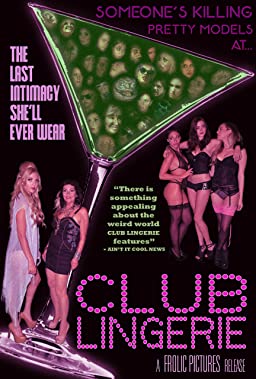 SOMEONE'S KILLING
PRETTY MODELS
AT...
THE
LAST
INTIMACY
SHE'LL
EVER WEAR
"There is
something
appealing
about the
weird world
CLUB LINGERIE
features"
- AIN'T IT COOL NEWS
CLUB
LINGERIE
A FROLIC PICTURES RELEASE